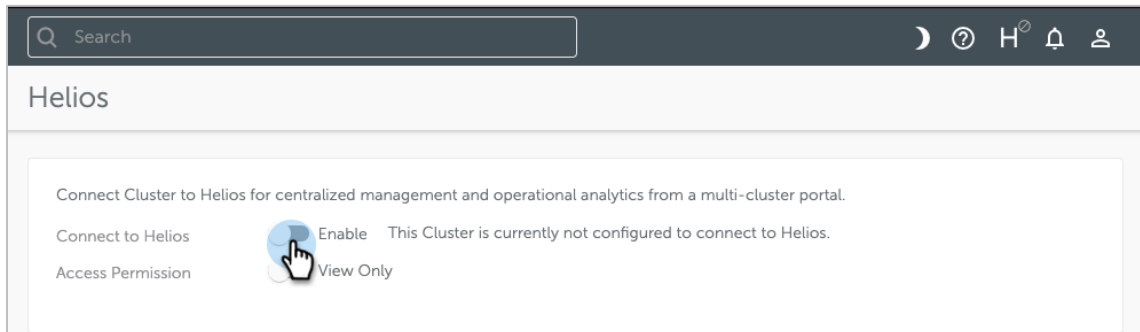 Search
H
Helios
Connect Cluster to Helios for centralized management and operational analytics from a multi-cluster portal.
Connect to Helios Enable This Cluster is currently not configured to connect to Helios.
Access Permission View Only